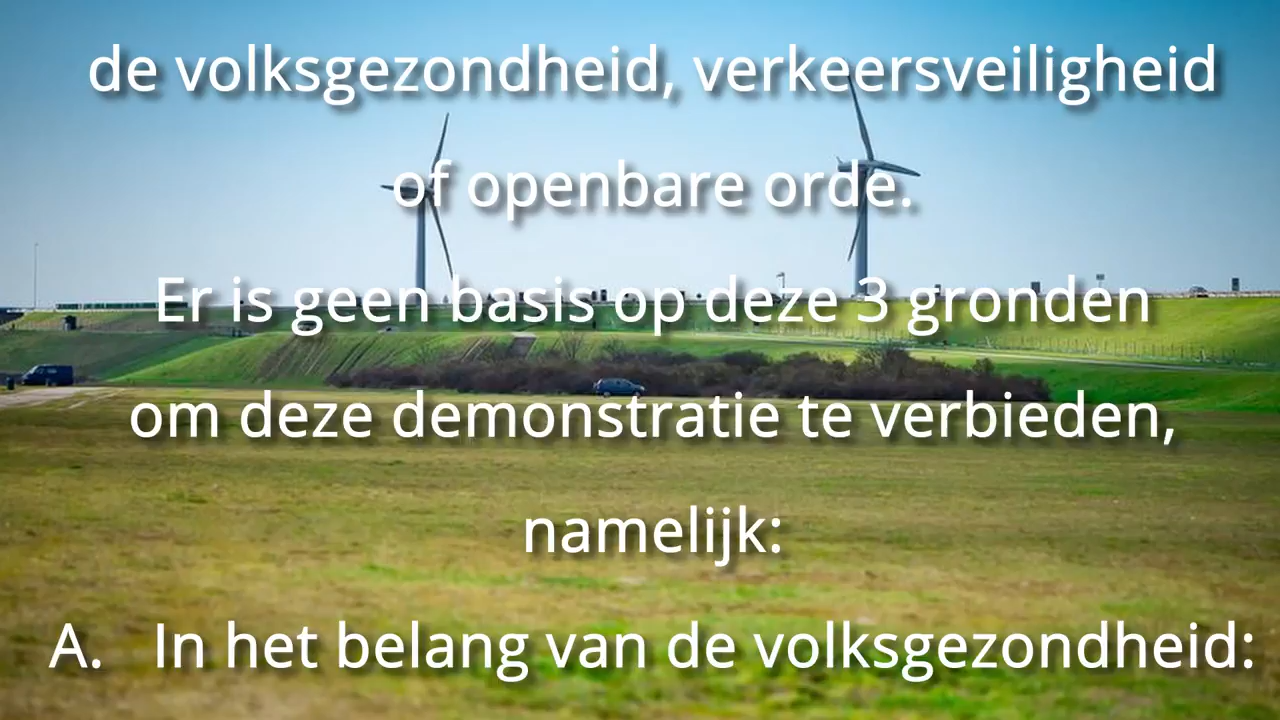 de volksgezondheid, verkeersveiligheid
of openbare orde.
Er is geen basis op deze 3 gronden
om deze demonstratie te verbieden,
namelijk:
A. In het belang van de volksgezondheid: